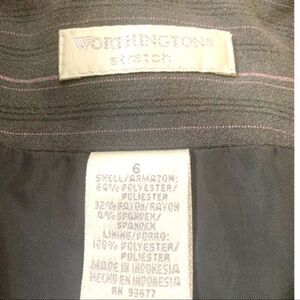 WORTHINGTON®
stretch
6
SHELL/ARMAZON:
64% POLYESTER/
POLIESTER
32% RAYON/RAYON
4% SPANDEX/
SPANDEX
LINING/FORRO:
100% POLYESTER/
POLIESTER
MADE IN INDONESIA
HECHO EN INDONESIA
RN 93677